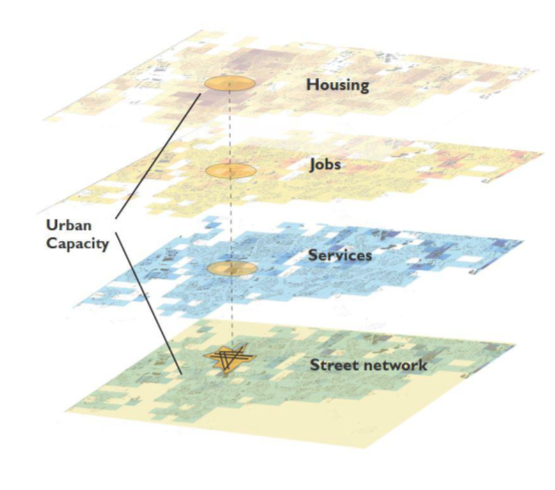 Housing
Jobs
Urban
Capacity
Services
Street network